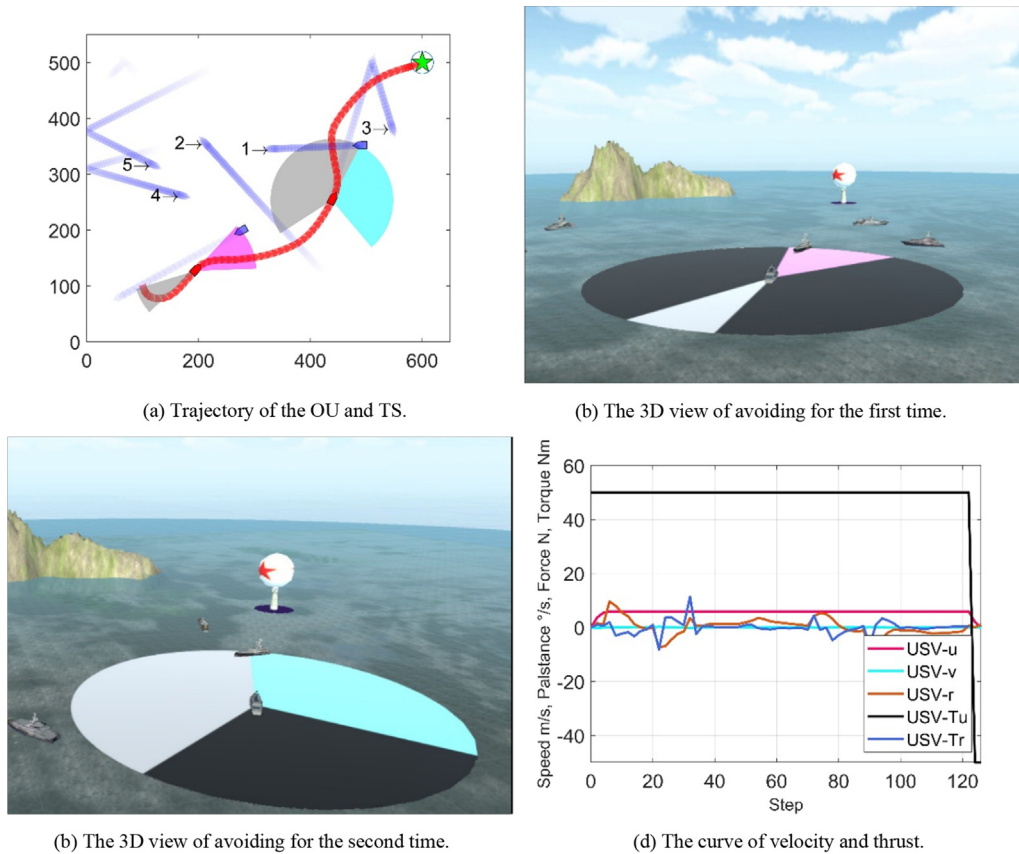 500
400
300
200
100
0
0
200
400
600
1→
2→
3→
4→
5→
(a) Trajectory of the OU and TS.
(b) The 3D view of avoiding for the first time.
(b) The 3D view of avoiding for the second time.
Speed m/s, Palstance °/s, Force N, Torque Nm
60
40
20
0
-20
-40
0
20
40
60
80
100
120
Step
USV-u
USV-v
USV-r
USV-Tu
USV-Tr
(d) The curve of velocity and thrust.